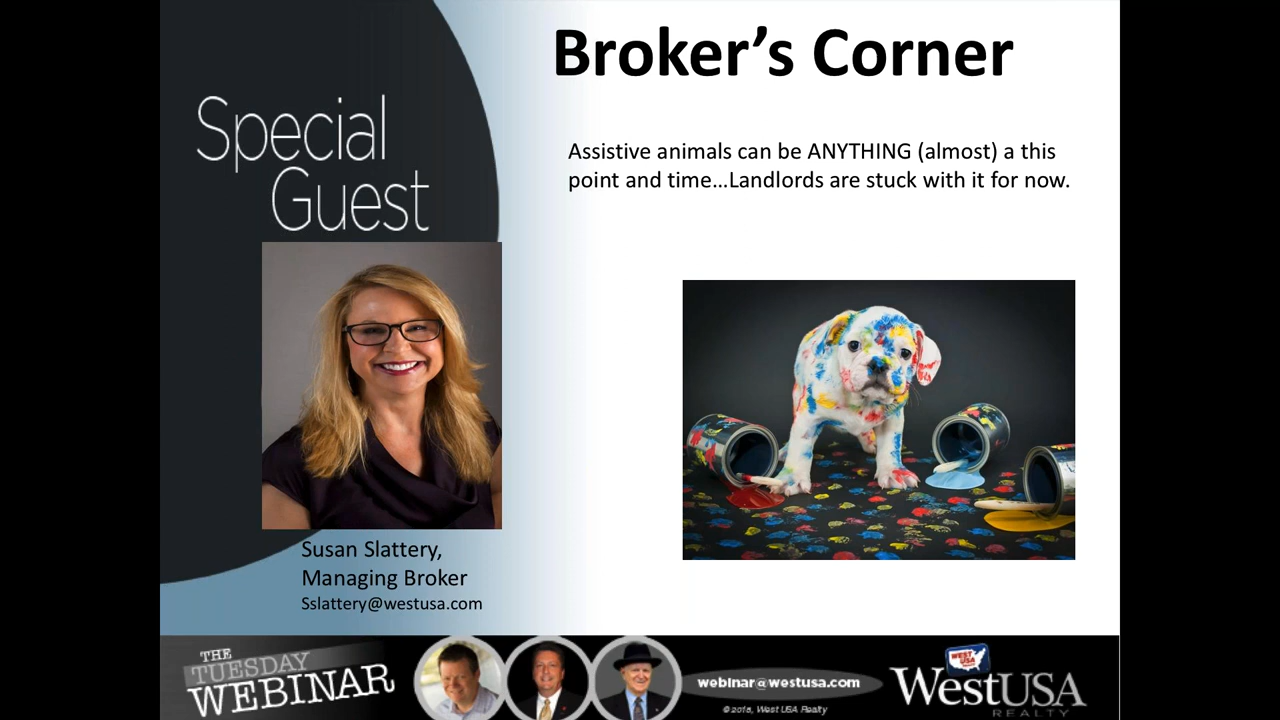 Broker's Corner
Special
Guest
Assistive animals can be ANYTHING (almost) a this
point and time...Landlords are stuck with it for now.
Susan Slattery,
Managing Broker
Sslattery@westusa.com
THE
TUESDAY
WEBINAR
webinar@westusa.com
© 2018, West USA Realty
WEST
USA
WestUSA
REALTY